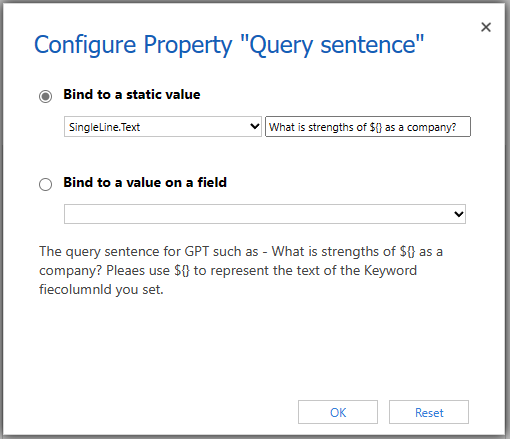 Configure Property "Query sentence"
Bind to a static value
SingleLine.Text What is strengths of ${} as a company?
Bind to a value on a field
The query sentence for GPT such as - What is strengths of ${} as a
company? Pleaes use ${} to represent the text of the Keyword
fiecolumnld you set.
OK Reset